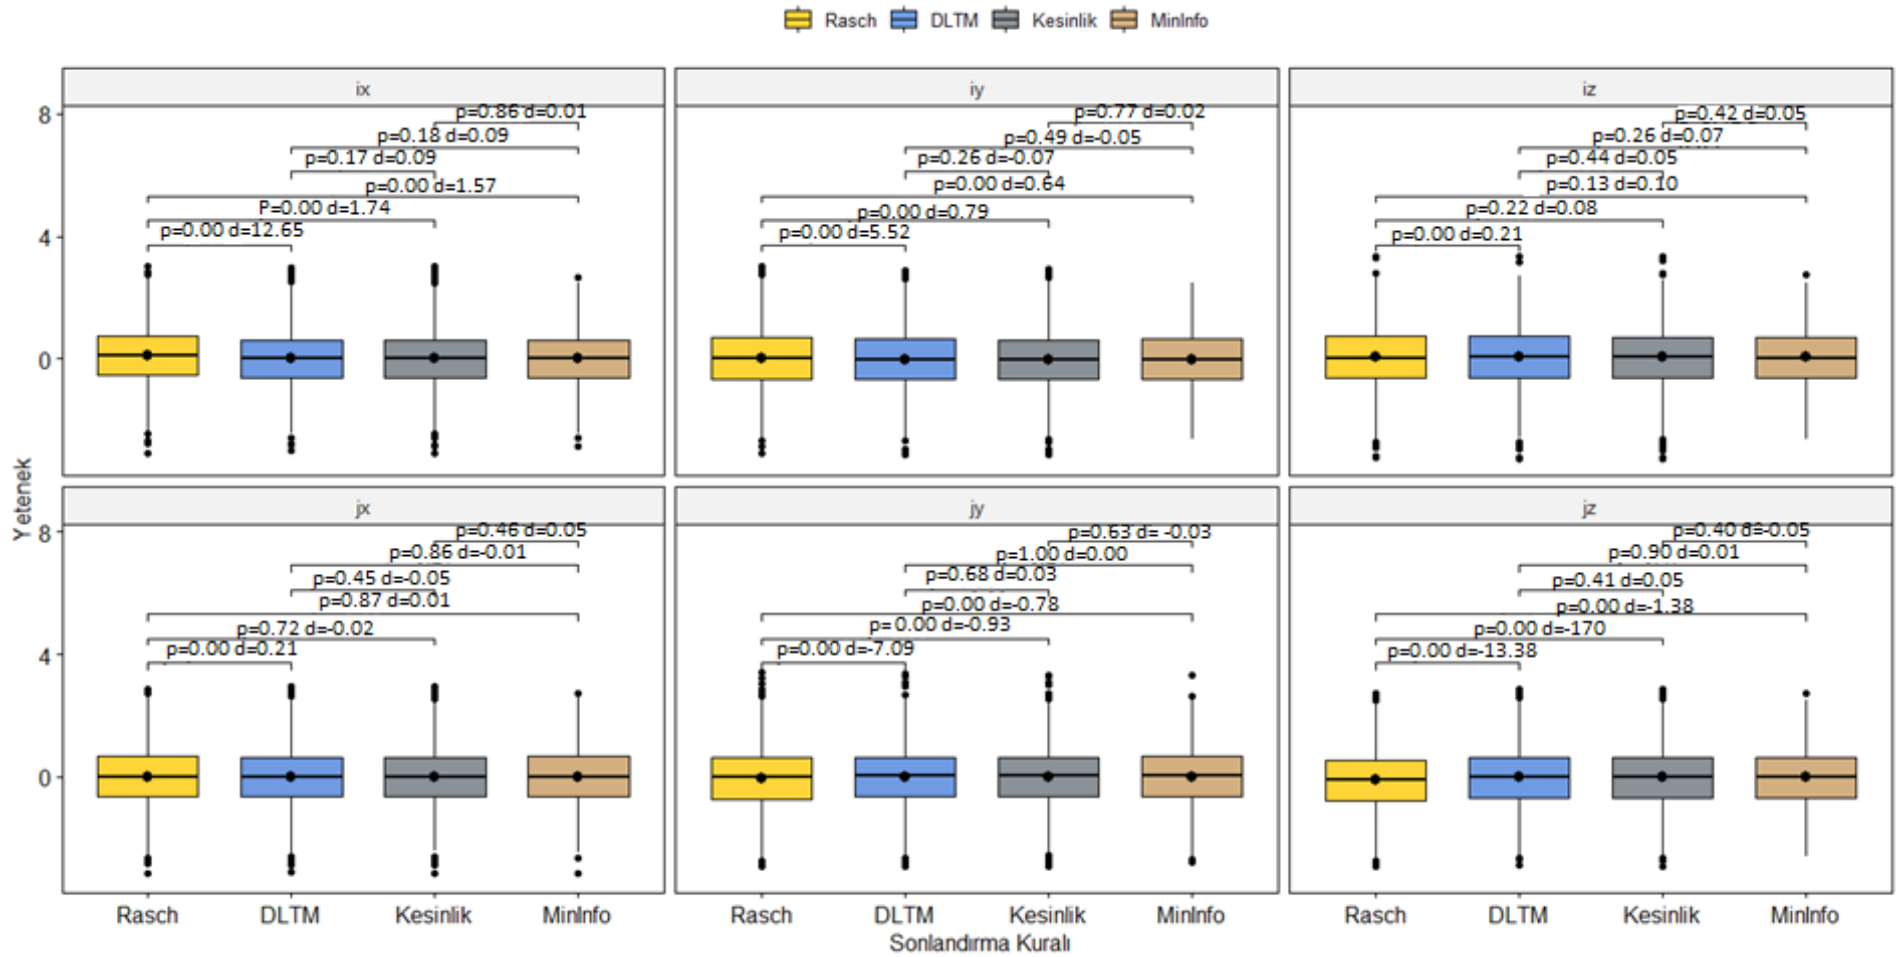 Rasch DLTM Kesinlik MinInfo
ix
p=0.86 d=0.01
p=0.18 d=0.09
p=0.17 d=0.09
p=0.00 d=1.57
P=0.00 d=1.74
p=0.00 d=12.65
iy
p=0.77 d=0.02
p=0.49 d=-0.05
p=0.26 d=-0.07
p=0.00 d=0.64
p=0.00 d=0.79
p=0.00 d=5.52
iz
p=0.42 d=0.05
p=0.26 d=0.07
p=0.44 d=0.05
p=0.13 d=0.10
p=0.22 d=0.08
p=0.00 d=0.21
8
4
0
Yetenek
jx
p=0.46 d=0.05
p=0.86 d=-0.01
p=0.45 d=-0.05
p=0.87 d=0.01
p=0.72 d=-0.02
p=0.00 d=0.21
jy
p=0.63 d= -0.03
p=1.00 d=0.00
p=0.68 d=0.03
p=0.00 d=-0.78
p= 0.00 d=-0.93
p=0.00 d=-7.09
jz
p=0.40 d=-0.05
p=0.90 d=0.01
p=0.41 d=0.05
p=0.00 d=-1.38
p=0.00 d=-170
p=0.00 d=-13.38
8
4
0
Rasch DLTM Kesinlik MinInfo
Rasch DLTM Kesinlik MinInfo
Rasch DLTM Kesinlik MinInfo
Sonlandırma Kuralı